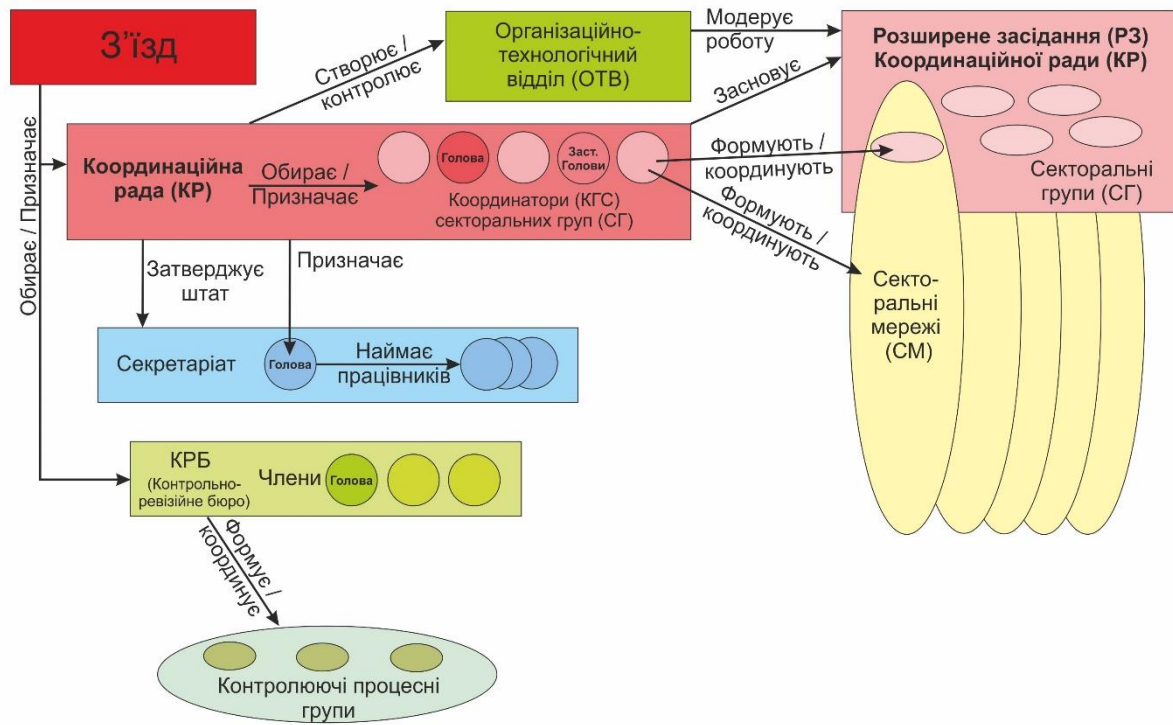 З'їзд
Обирає / Призначає
Створює /
контролює
Організаційно-
технологічний
відділ (ОТВ)
Модерує
роботу
Засновує
Розширене засідання (РЗ)
Координаційної ради (КР)
Секторальні
групи (СГ)
Координаційна
рада (КР)
Обирає /
Призначає
Голова
Заст.
Голови
Координатори (КГС)
секторалних груп (СГ)
Формують /
координують
Формують /
координують
Секто-
ральні
мережі
(СМ)
Затверджує
штат
Призначає
Секретаріат
Голова
Наймає
працівників
КРБ
(Контрольно-
ревізійне бюро)
Члени
Голова
Формує /
координує
Контролюючі процесні
групи